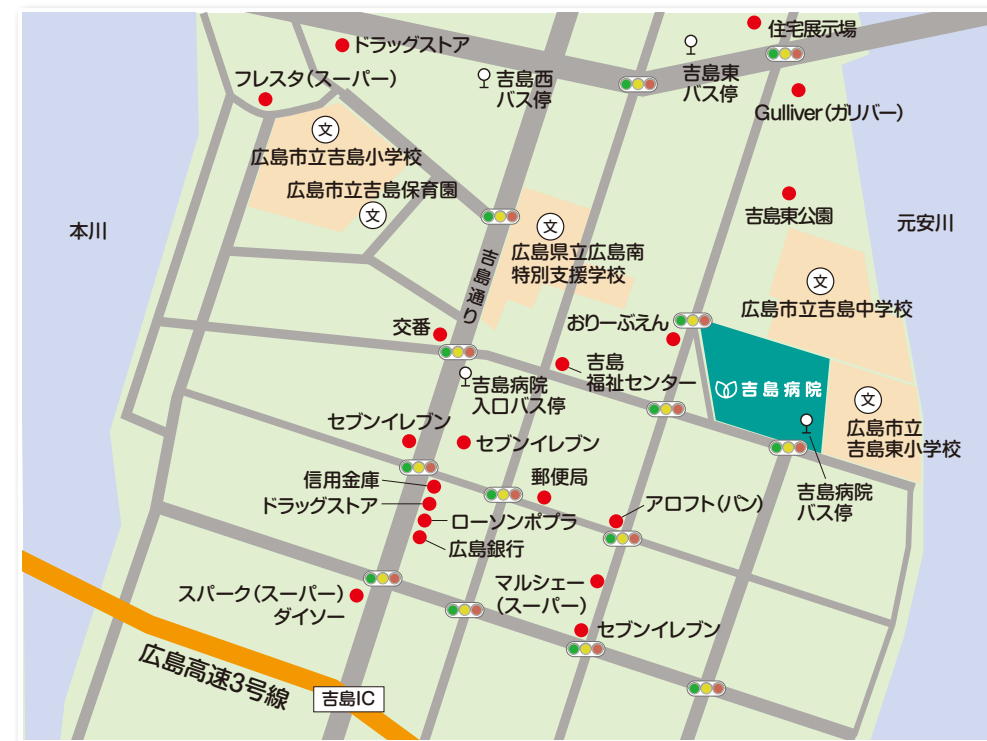 住宅展示場
ドラッグストア
吉島西
バス停
吉島東
バス停
フレスタ(スーパー)
Gulliver(ガリバー)
文
広島市立吉島小学校
広島市立吉島保育園
文
吉島東公園
本川
元安川
文
広島県立広島南
特別支援学校
吉島通り
文
広島市立吉島中学校
交番
おりーぶえん
吉島
福祉センター
吉島病院
入口バス停
吉島病院
文
広島市立
吉島東小学校
セブンイレブン
セブンイレブン
信用金庫
郵便局
吉島病院
バス停
ドラッグストア
アロフト(パン)
ローソンポプラ
広島銀行
スパーク(スーパー)
ダイソー
マルシェー
(スーパー)
セブンイレブン
広島高速3号線
吉島IC